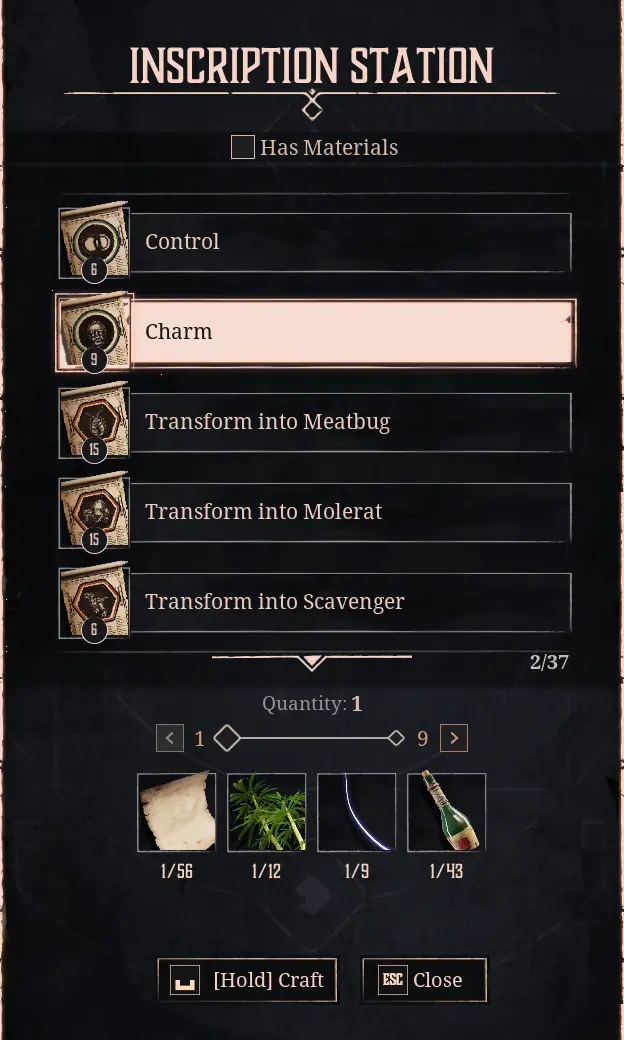 INSCRIPTION STATION
Has Materials
Control
6
Charm
9
Transform into Meatbug
15
Transform into Molerat
15
Transform into Scavenger
6
2/37
Quantity: 1
1 9
1/56 1/12 1/9 1/43
[Hold] Craft ESC Close